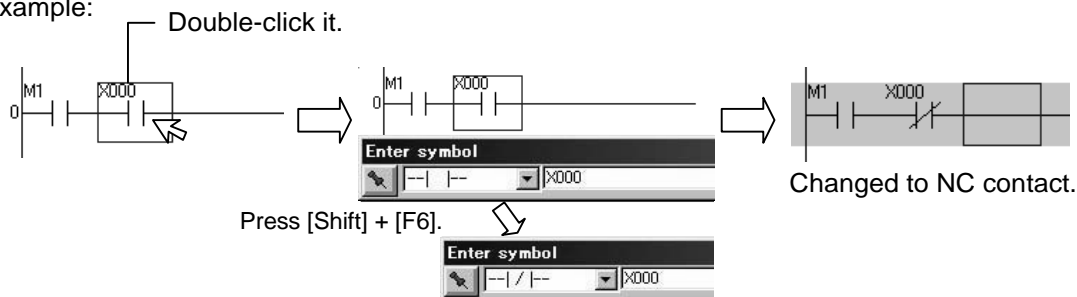 xample:
Double-click it.
M1 X000
0
M1 X000
0
Enter symbol
--| |-- X000
Press [Shift] + [F6].
Enter symbol
--| / |-- X000
M1 X000
Changed to NC contact.